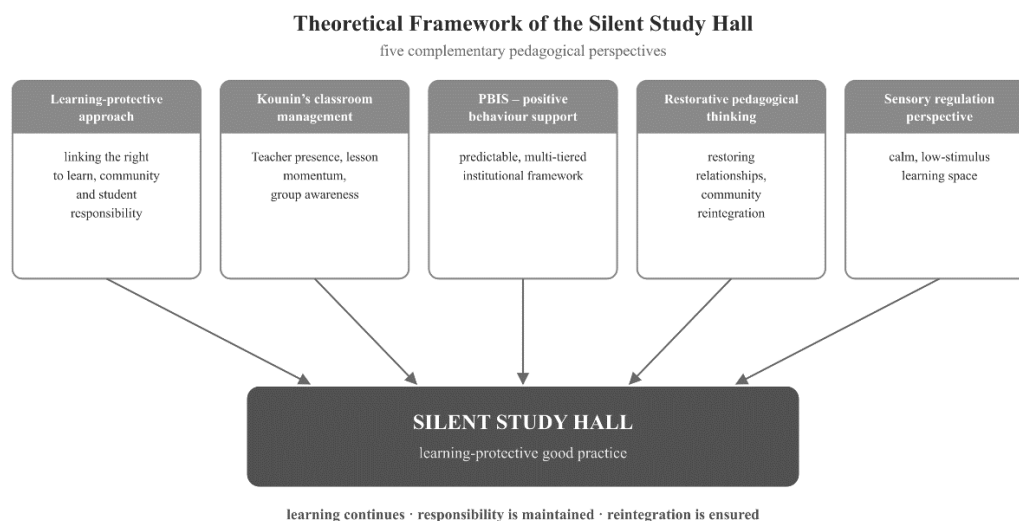 Theoretical Framework of the Silent Study Hall
five complementary pedagogical perspectives
Learning-protective
approach
linking the right
to learn, community
and student
responsibility
Kounin's classroom
management
Teacher presence, lesson
momentum,
group awareness
PBIS – positive
behaviour support
predictable, multi-tiered
institutional framework
Restorative pedagogical
thinking
restoring
relationships,
community
reintegration
Sensory regulation
perspective
calm, low-stimulus
learning space
SILENT STUDY HALL
learning-protective good practice
learning continues · responsibility is maintained · reintegration is ensured